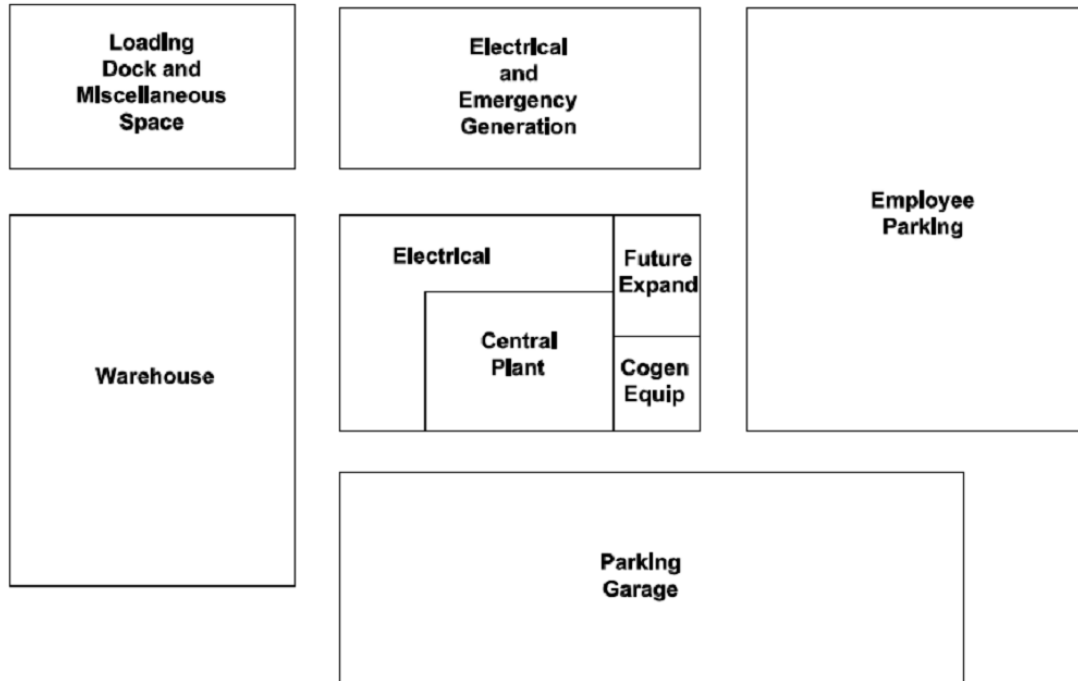 Loading
Dock and
Miscellaneous
Space
Electrical
and
Emergency
Generation
Employee
Parking
Electrical
Future
Expand
Central
Plant
Cogen
Equip
Warehouse
Parking
Garage